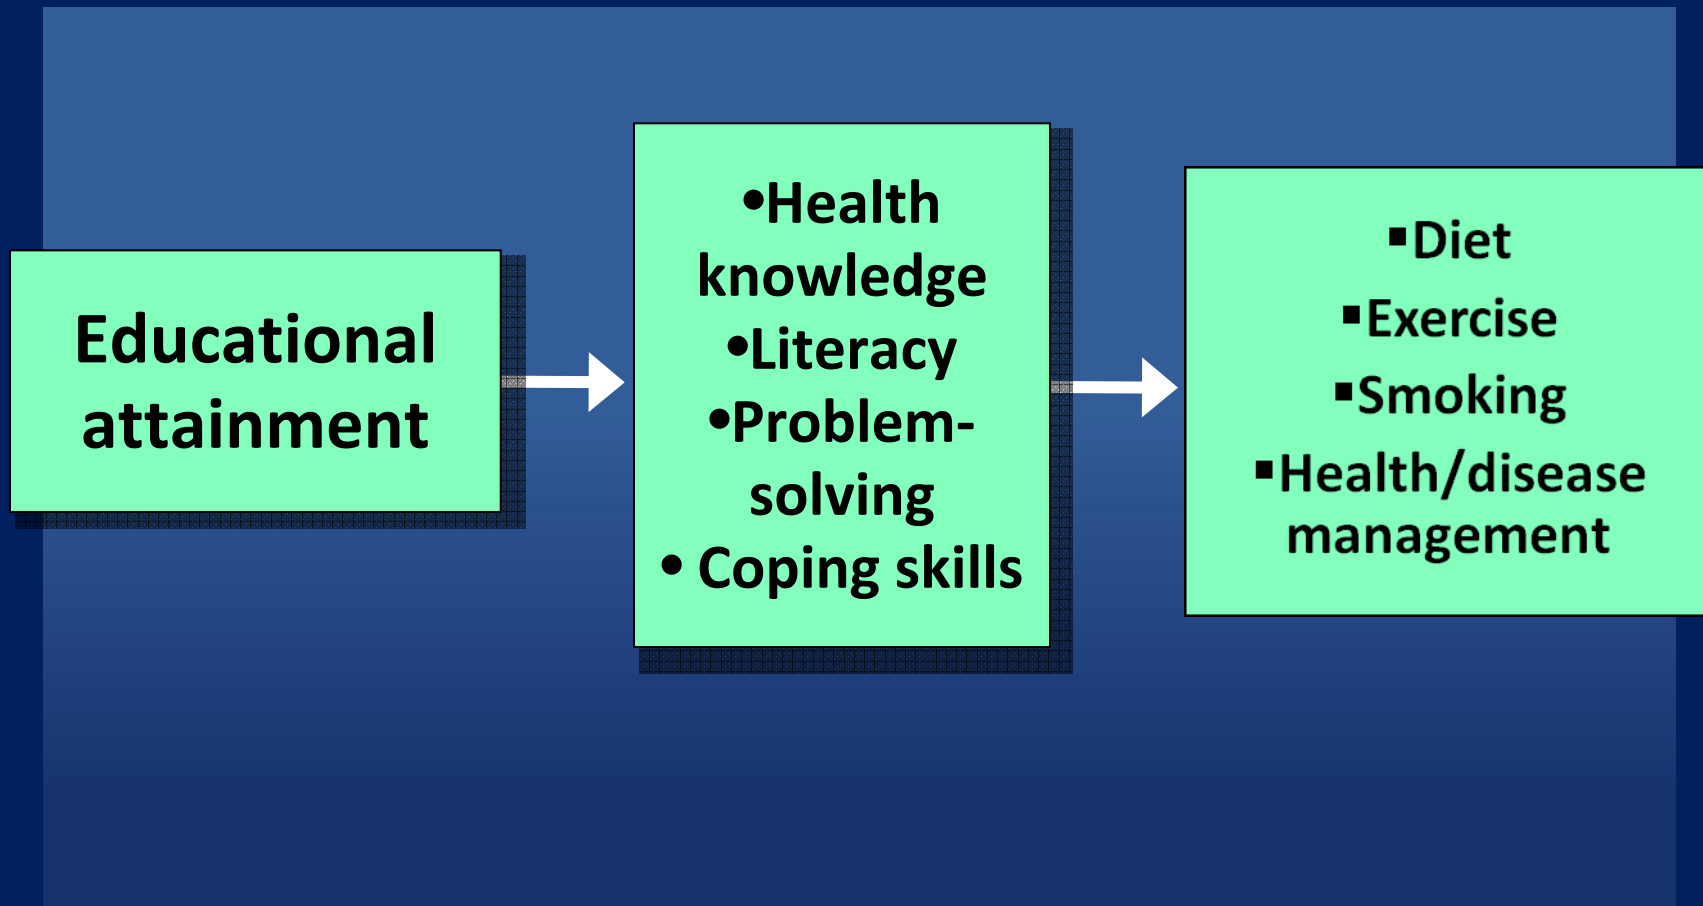 Educational
attainment
•Health
knowledge
•Literacy
•Problem-
solving
• Coping skills
▪Diet
▪Exercise
▪Smoking
▪Health/disease
management